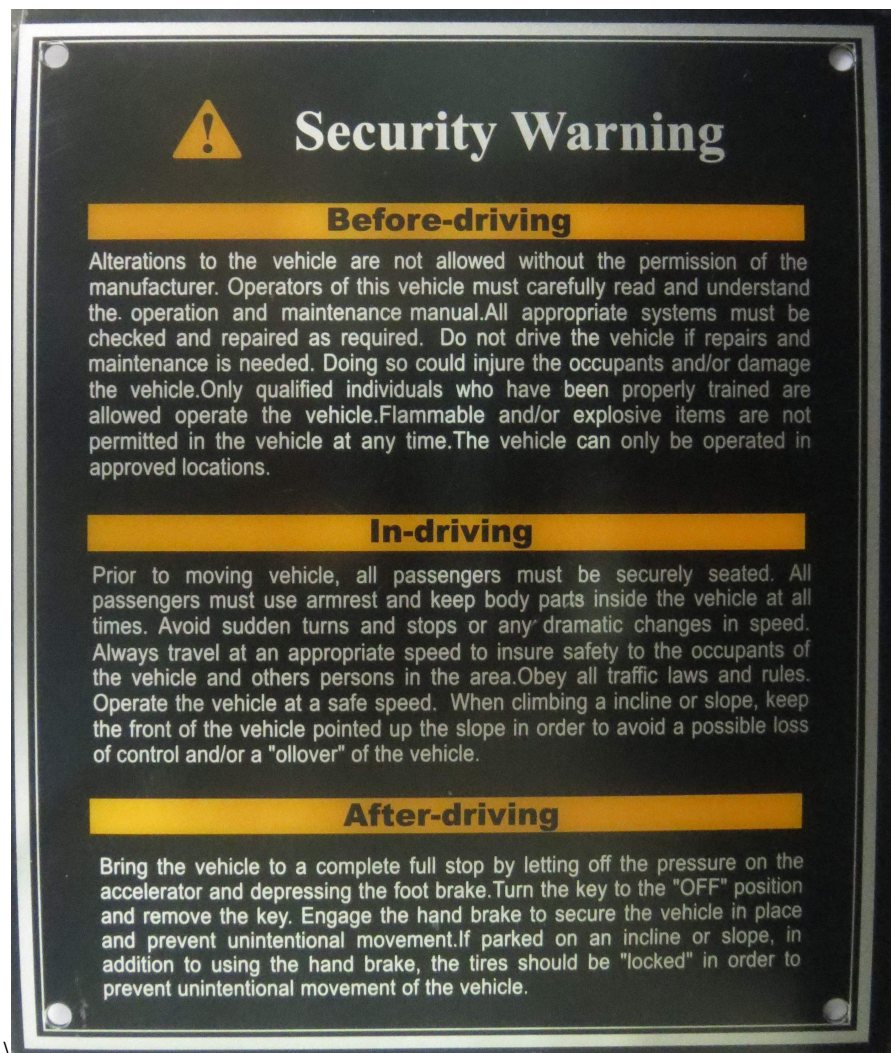 Security Warning
Before-driving
Alterations to the vehicle are not allowed without the permission of the
manufacturer. Operators of this vehicle must carefully read and understand
the operation and maintenance manual.All appropriate systems must be
checked and repaired as required. Do not drive the vehicle if repairs and
maintenance is needed. Doing so could injure the occupants and/or damage
the vehicle.Only qualified individuals who have been properly trained are
allowed operate the vehicle.Flammable and/or explosive items are not
permitted in the vehicle at any time.The vehicle can only be operated in
approved locations.
In-driving
Prior to moving vehicle, all passengers must be securely seated. All
passengers must use armrest and keep body parts inside the vehicle at all
times. Avoid sudden turns and stops or any dramatic changes in speed.
Always travel at an appropriate speed to insure safety to the occupants of
the vehicle and others persons in the area.Obey all traffic laws and rules.
Operate the vehicle at a safe speed. When climbing a incline or slope, keep
the front of the vehicle pointed up the slope in order to avoid a possible loss
of control and/or a "ollover" of the vehicle.
After-driving
Bring the vehicle to a complete full stop by letting off the pressure on the
accelerator and depressing the foot brake.Turn the key to the "OFF" position
and remove the key. Engage the hand brake to secure the vehicle in place
and prevent unintentional movement.If parked on an incline or slope, in
addition to using the hand brake, the tires should be "locked" in order to
prevent unintentional movement of the vehicle.
\